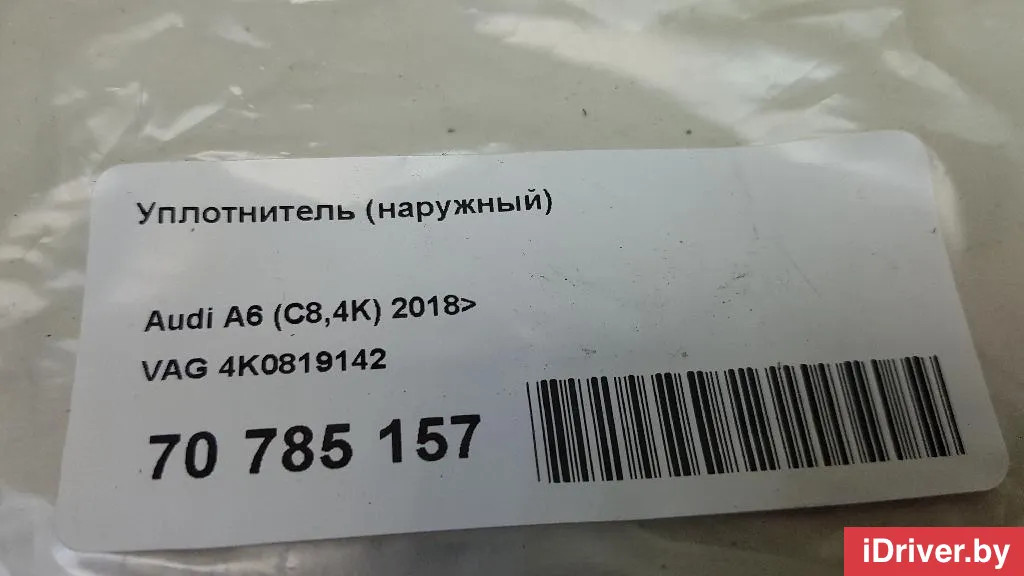 Уплотнитель (наружный)
Audi A6 (C8,4K) 2018>
VAG 4K0819142
70 785 157
iDriver.by